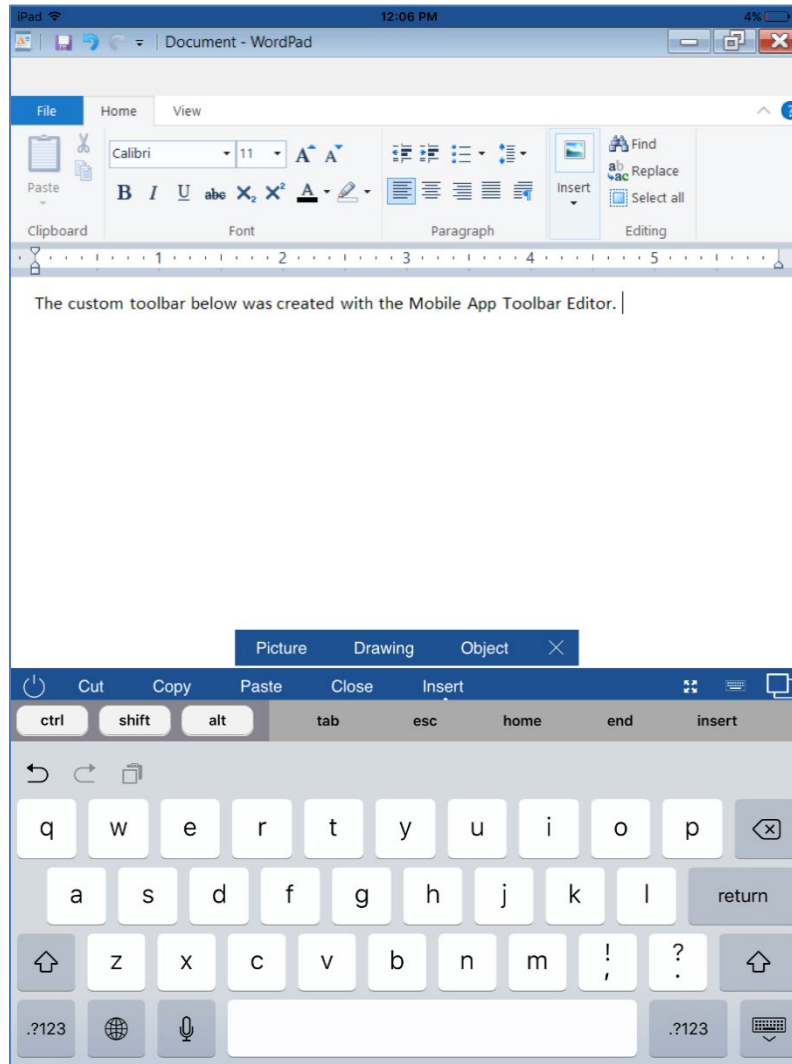 iPad 12:06 PM 4%
Document - WordPad
File Home View
Calibri 11 A A Find
Replace
Paste B I U abc X₂ X² A Insert Select all
Clipboard Font Paragraph Editing
1 2 3 4 5
The custom toolbar below was created with the Mobile App Toolbar Editor.
Picture Drawing Object
Cut Copy Paste Close Insert
ctrl shift alt tab esc home end insert
q w e r t y u i o p
a s d f g h j k l return
z x c v b n m ! , ? .
.?123 .?123